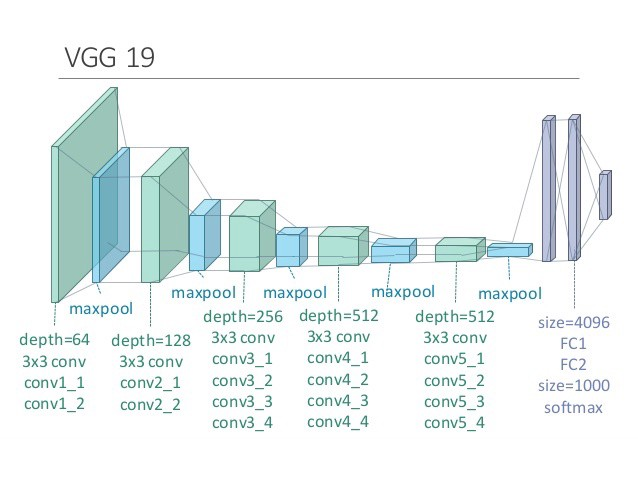 VGG 19
maxpool
maxpool
maxpool
maxpool
maxpool
depth=64
3x3 conv
conv1_1
conv1_2
depth=128
3x3 conv
conv2_1
conv2_2
depth=256
3x3 conv
conv3_1
conv3_2
conv3_3
conv3_4
depth=512
3x3 conv
conv4_1
conv4_2
conv4_3
conv4_4
depth=512
3x3 conv
conv5_1
conv5_2
conv5_3
conv5_4
size=4096
FC1
FC2
size=1000
softmax